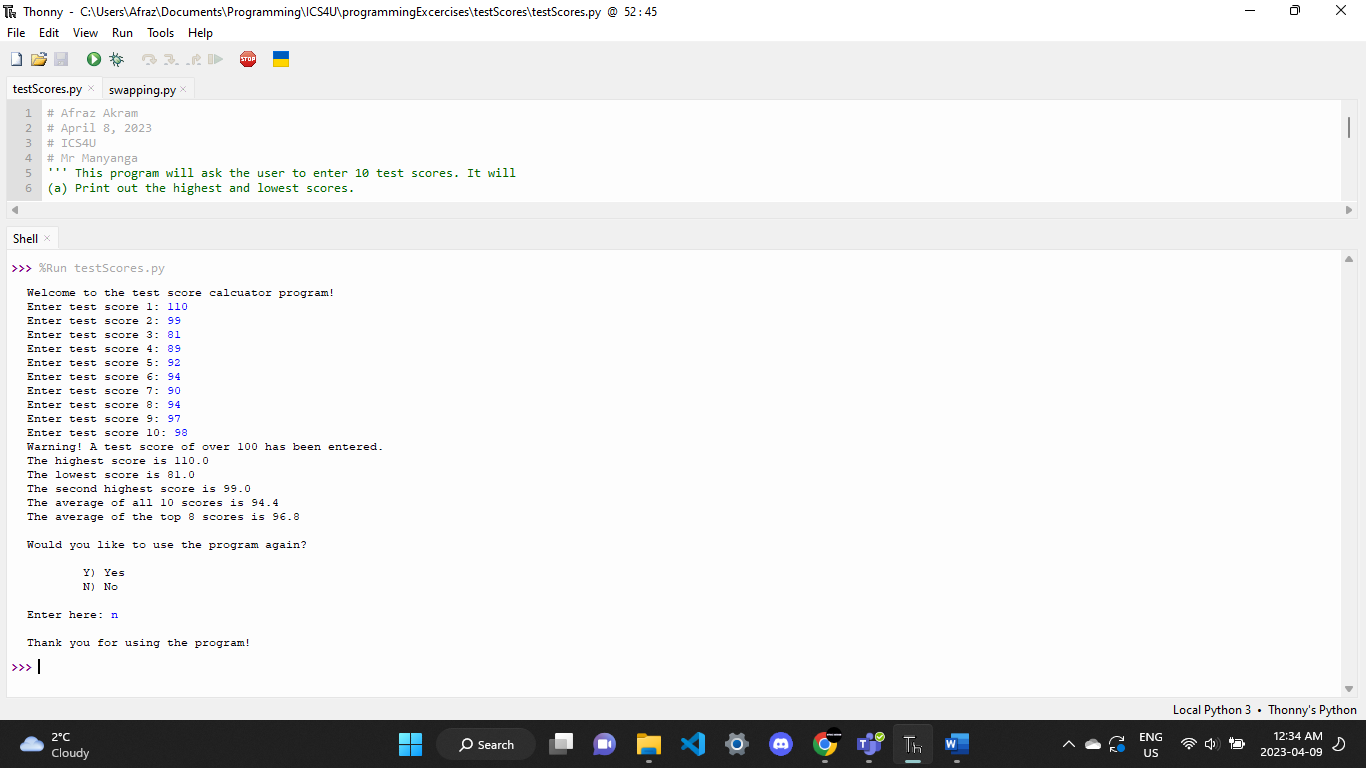 Thonny - C:\Users\Afraz\Documents\Programming\ICS4U\programmingExcercises\testScores\testScores.py @ 52:45
File Edit View Run Tools Help
STOP
testScores.py × swapping.py ×
1 # Afraz Akram
2 # April 8, 2023
3 # ICS4U
4 # Mr Manyanga
5 ''' This program will ask the user to enter 10 test scores. It will
6 (a) Print out the highest and lowest scores.
Shell ×
>>> %Run testScores.py
Welcome to the test score calcuator program!
Enter test score 1: 110
Enter test score 2: 99
Enter test score 3: 81
Enter test score 4: 89
Enter test score 5: 92
Enter test score 6: 94
Enter test score 7: 90
Enter test score 8: 94
Enter test score 9: 97
Enter test score 10: 98
Warning! A test score of over 100 has been entered.
The highest score is 110.0
The lowest score is 81.0
The second highest score is 99.0
The average of all 10 scores is 94.4
The average of the top 8 scores is 96.8
Would you like to use the program again?
Y) Yes
N) No
Enter here: n
Thank you for using the program!
>>>
Local Python 3 • Thonny's Python
2°C
Cloudy
Search
ENG
US
12:34 AM
2023-04-09